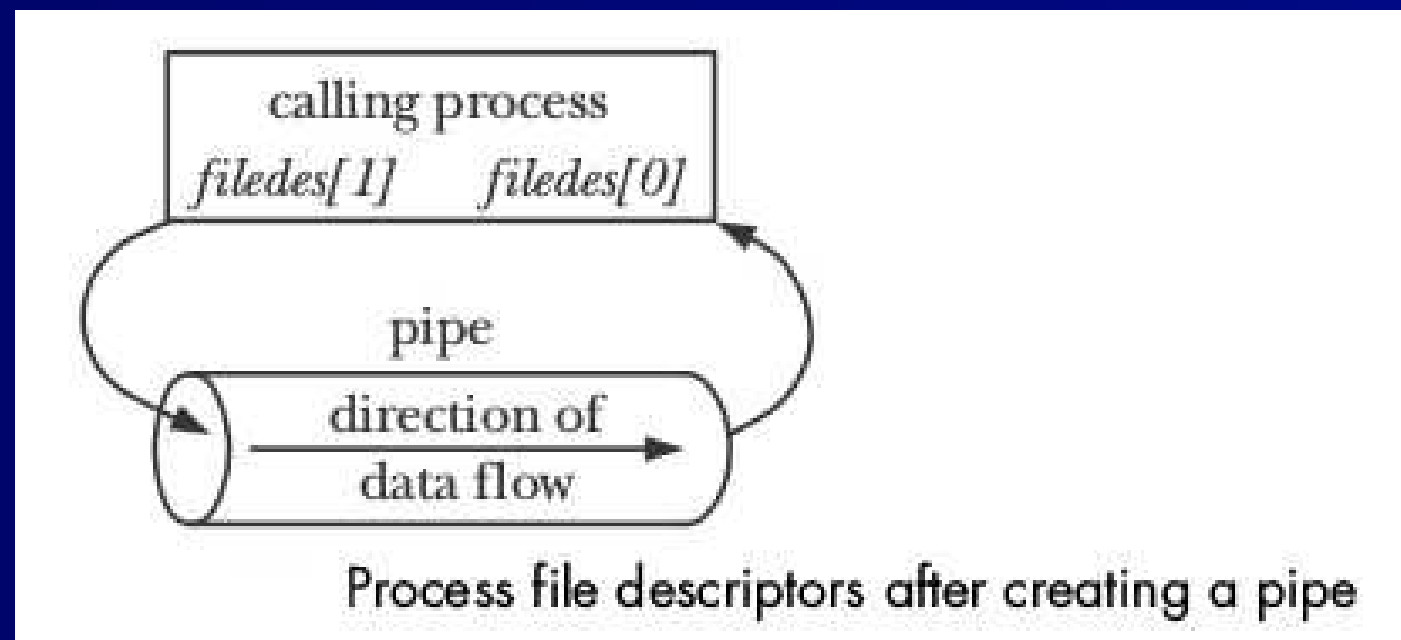 calling process
filedes[1] filedes[0]
pipe
direction of
data flow
Process file descriptors after creating a pipe